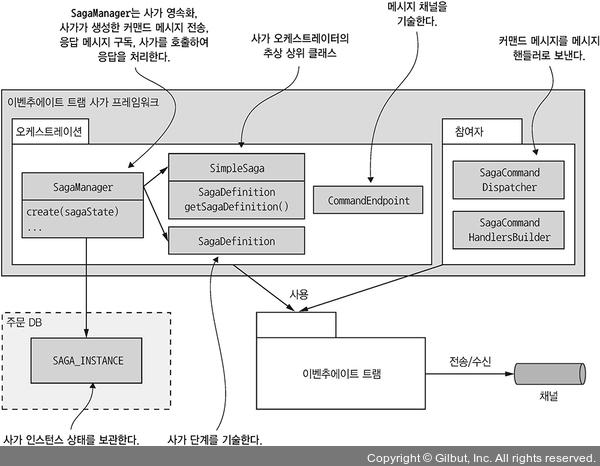 SagaManager는 사가 영속화,
사가가 생성한 커맨드 메시지 전송,
응답 메시지 구독, 사가를 호출하여
응답을 처리한다.
사가 오케스트레이터의
추상 상위 클래스
메시지 채널을
기술한다.
커맨드 메시지를 메시지
핸들러로 보낸다.
이벤추에이트 트램 사가 프레임워크
오케스트레이션
참여자
SagaManager
create(sagaState)
...
SimpleSaga
SagaDefinition
getSagaDefinition()
SagaDefinition
CommandEndpoint
SagaCommand
Dispatcher
SagaCommand
HandlersBuilder
사용
주문 DB
SAGA_INSTANCE
이벤추에이트 트램
전송/수신
채널
사가 인스턴스 상태를 보관한다.
사가 단계를 기술한다.
Copyright © Gilbut, Inc. All rights reserved.